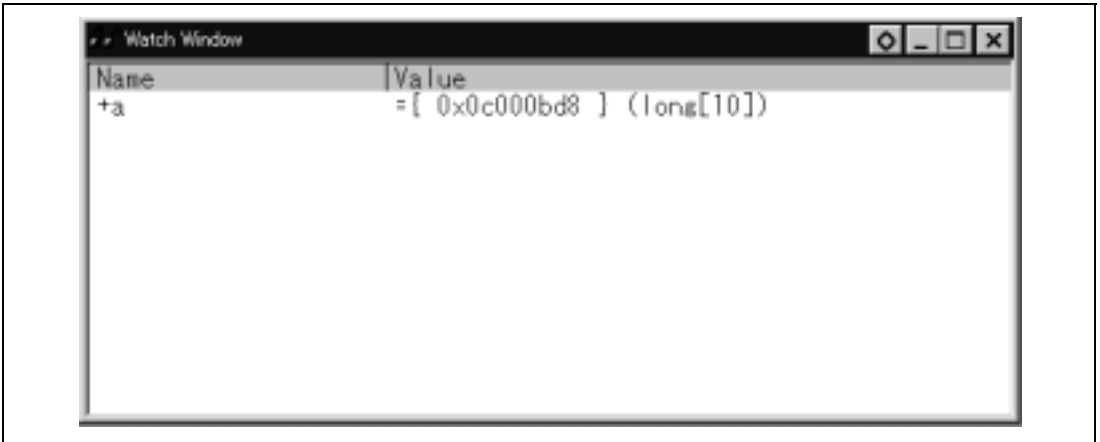 Watch Window
Name Value
+a ={ 0x0c000bd8 } (long[10])